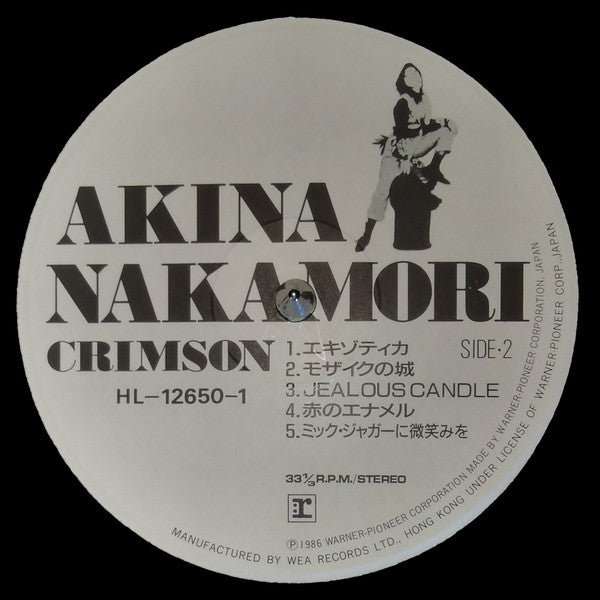 AKINA
NAKAMORI
CRIMSON
HL-12650-1
SIDE·2
1.エキゾティカ
2.モザイクの城
3.JEALOUS CANDLE
4.赤のエナメル
5.ミック・ジャガーに微笑みを
33⅓R.P.M./STEREO
r
MANUFACTURED BY WEA RECORDS LTD., HONG KONG UNDER LICENSE OF WARNER-PIONEER CORP., JAPAN
Ⓟ1986 WARNER-PIONEER CORPORATION MADE BY WARNER-PIONEER CORPORATION, JAPAN